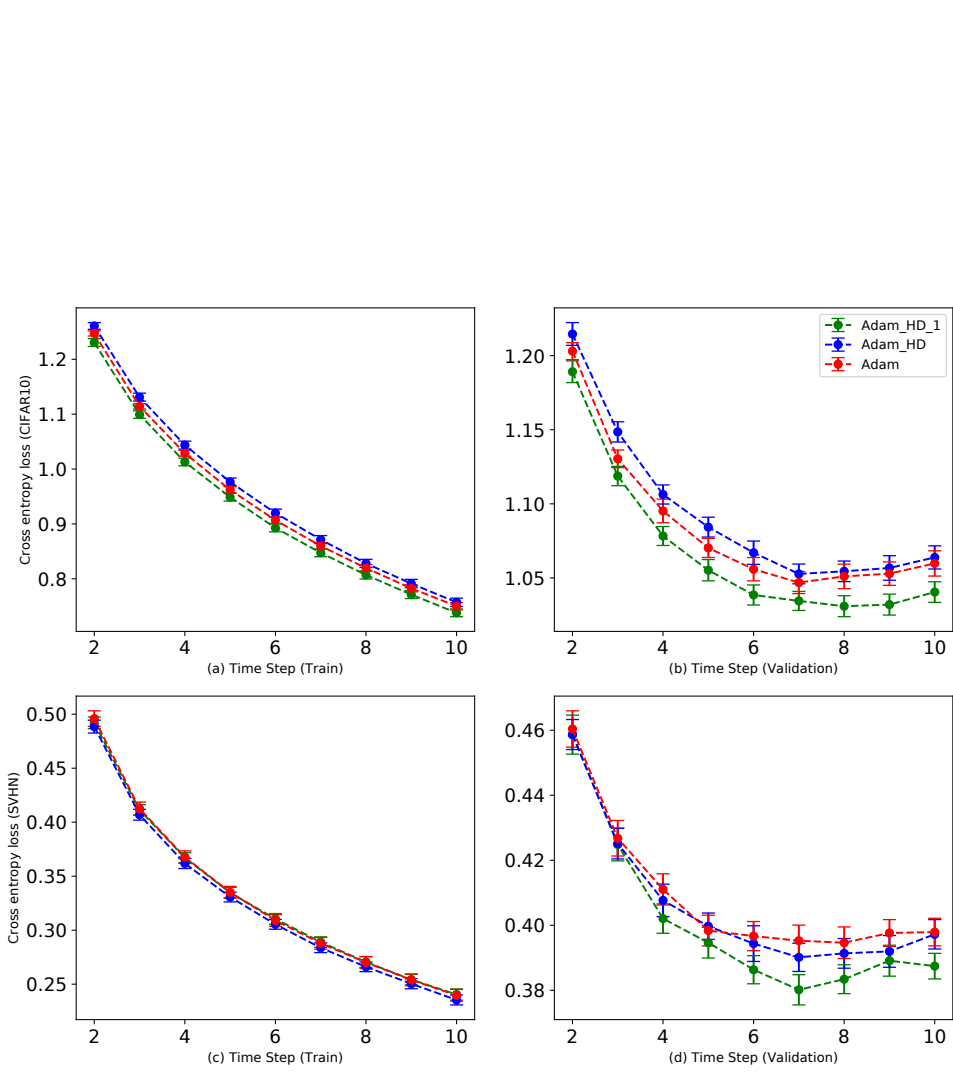 Cross entropy loss (CIFAR10)
1.2
1.1
1.0
0.9
0.8
2 4 6 8 10
(a) Time Step (Train)
1.20
1.15
1.10
1.05
Adam_HD_1
Adam_HD
Adam
2 4 6 8 10
(b) Time Step (Validation)
Cross entropy loss (SVHN)
0.50
0.45
0.40
0.35
0.30
0.25
2 4 6 8 10
(c) Time Step (Train)
0.46
0.44
0.42
0.40
0.38
2 4 6 8 10
(d) Time Step (Validation)